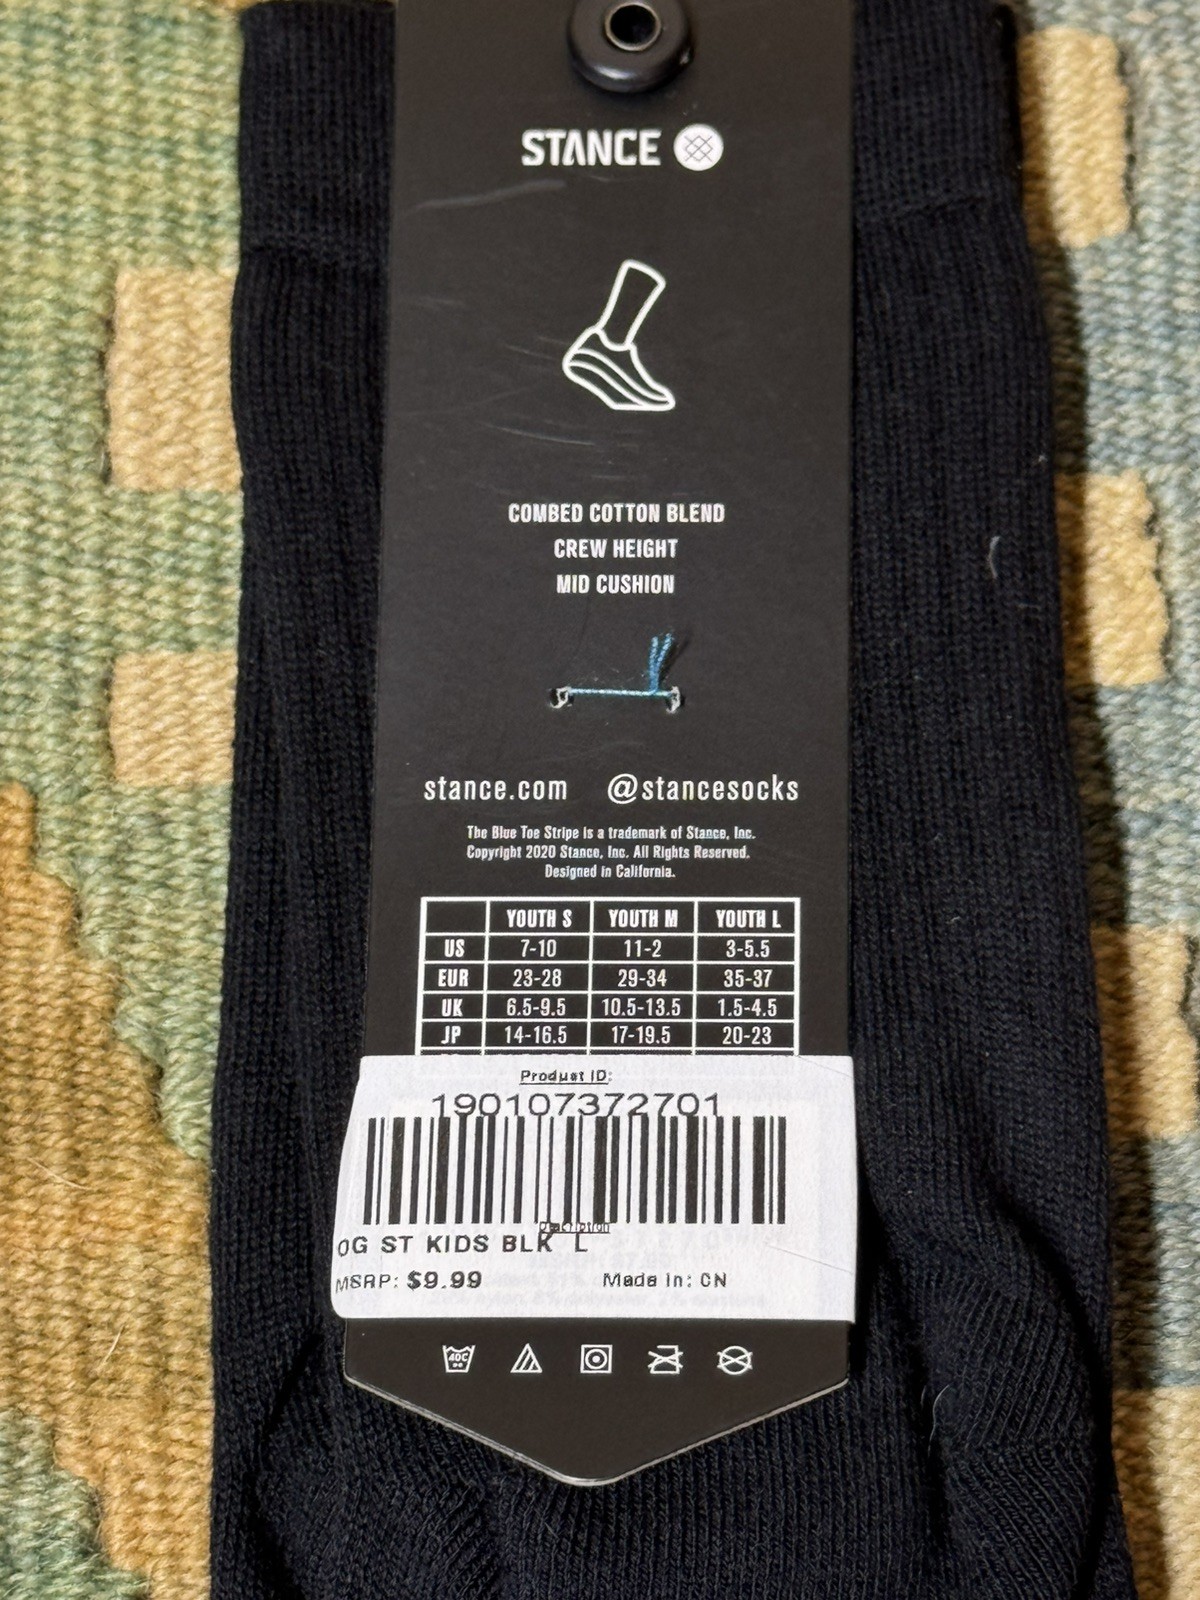 STANCE
COMBED COTTON BLEND
CREW HEIGHT
MID CUSHION
stance.com @stancesocks
The Blue Toe Stripe is a trademark of Stance, Inc.
Copyright 2020 Stance, Inc. All Rights Reserved.
Designed in California.
YOUTH S YOUTH M YOUTH L
US 7-10 11-2 3-5.5
EUR 23-28 29-34 35-37
UK 6.5-9.5 10.5-13.5 1.5-4.5
JP 14-16.5 17-19.5 20-23
Product ID:
190107372701
Description
OG ST KIDS BLK L
MSRP: $9.99 Made In: CN
40C